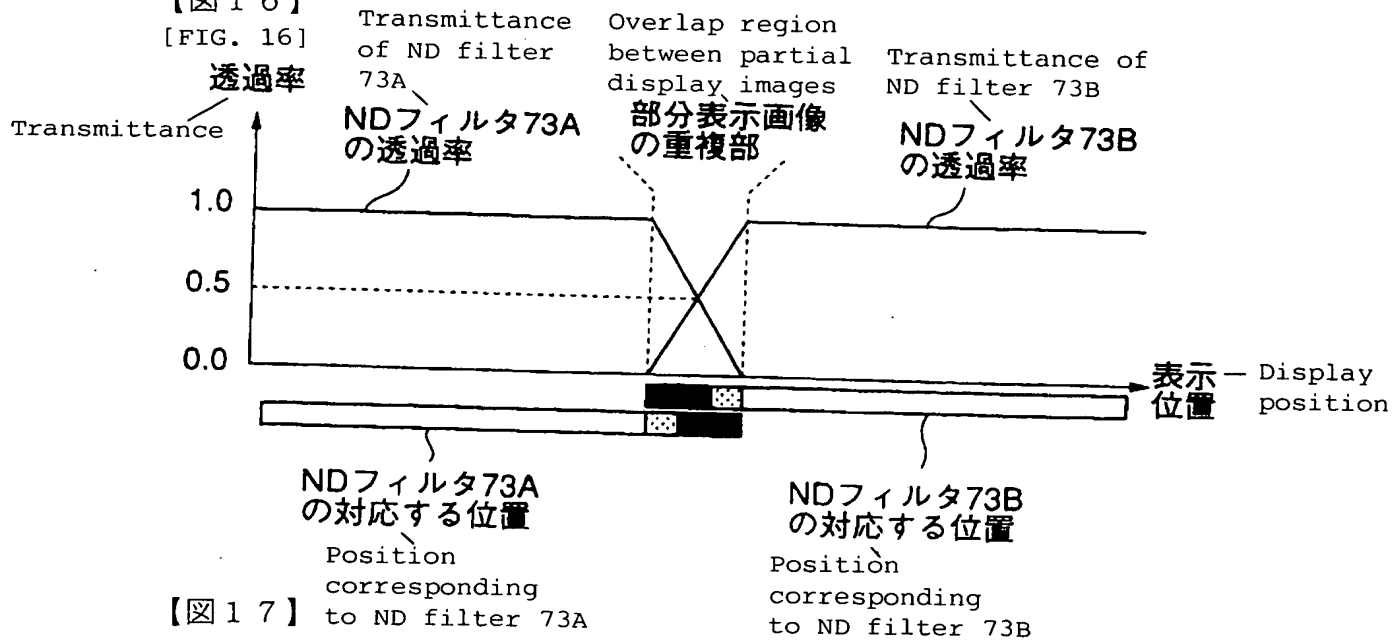 【図16】
[FIG. 16]
透過率
Transmittance
Transmittance
of ND filter
73A
NDフィルタ73A
の透過率
Overlap region
between partial
display images
部分表示画像
の重複部
Transmittance of
ND filter 73B
NDフィルタ73B
の透過率
1.0
0.5
0.0
表示
位置
Display
position
NDフィルタ73A
の対応する位置
Position
corresponding
to ND filter 73A
NDフィルタ73B
の対応する位置
Position
corresponding
to ND filter 73B
【図17】